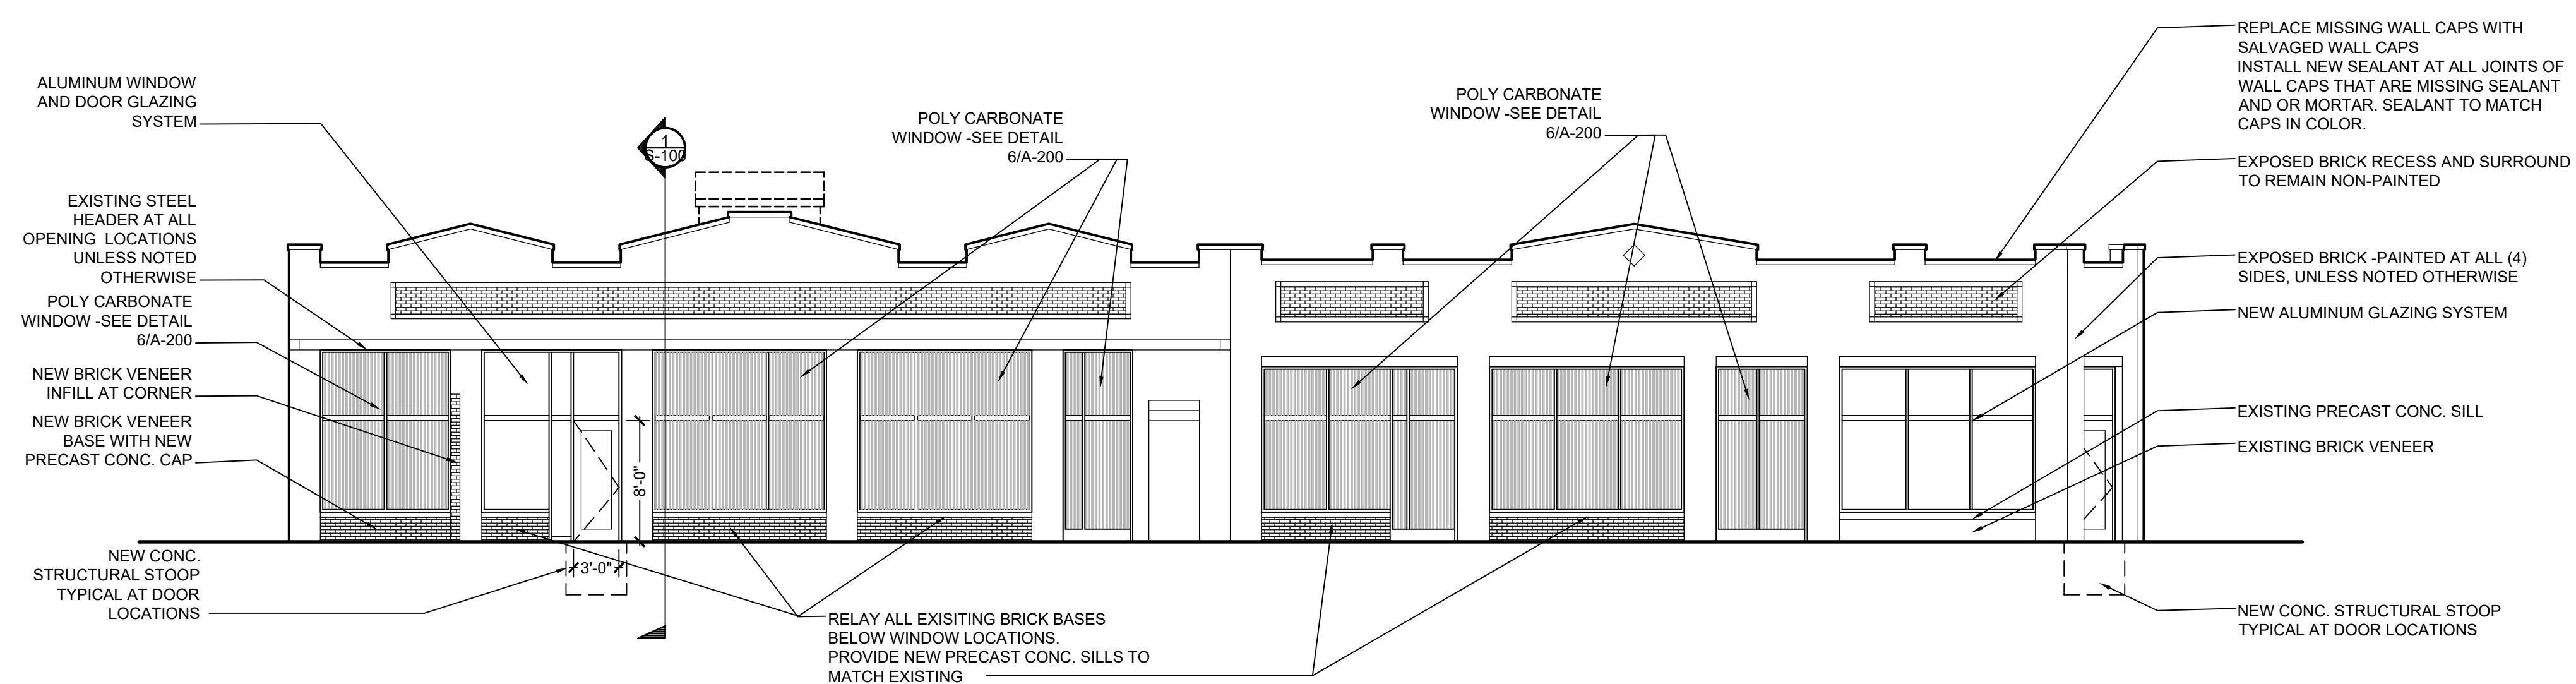 ALUMINUM WINDOW
AND DOOR GLAZING
SYSTEM
EXISTING STEEL
HEADER AT ALL
OPENING LOCATIONS
UNLESS NOTED
OTHERWISE
POLY CARBONATE
WINDOW -SEE DETAIL
6/A-200
NEW BRICK VENEER
INFILL AT CORNER
NEW BRICK VENEER
BASE WITH NEW
PRECAST CONC. CAP
NEW CONC.
STRUCTURAL STOOP
TYPICAL AT DOOR
LOCATIONS
1
S-100
8'-0"
3'-0"
POLY CARBONATE
WINDOW -SEE DETAIL
6/A-200
RELAY ALL EXISITING BRICK BASES
BELOW WINDOW LOCATIONS.
PROVIDE NEW PRECAST CONC. SILLS TO
MATCH EXISTING
POLY CARBONATE
WINDOW -SEE DETAIL
6/A-200
REPLACE MISSING WALL CAPS WITH
SALVAGED WALL CAPS
INSTALL NEW SEALANT AT ALL JOINTS OF
WALL CAPS THAT ARE MISSING SEALANT
AND OR MORTAR. SEALANT TO MATCH
CAPS IN COLOR.
EXPOSED BRICK RECESS AND SURROUND
TO REMAIN NON-PAINTED
EXPOSED BRICK -PAINTED AT ALL (4)
SIDES, UNLESS NOTED OTHERWISE
NEW ALUMINUM GLAZING SYSTEM
EXISTING PRECAST CONC. SILL
EXISTING BRICK VENEER
NEW CONC. STRUCTURAL STOOP
TYPICAL AT DOOR LOCATIONS